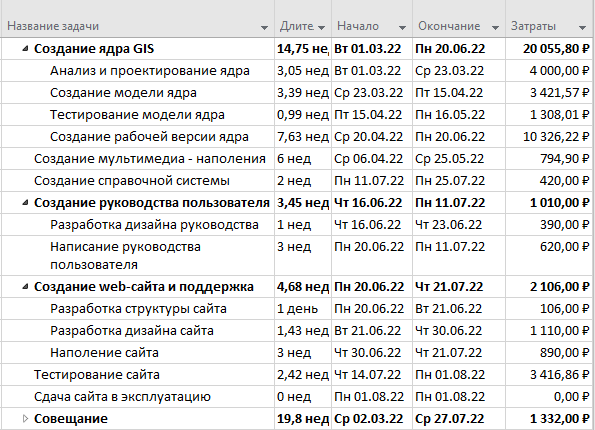 Название задачи Длите. Начало Окончание Затраты
Создание ядра GIS 14,75 нед Вт 01.03.22 Пн 20.06.22 20 055,80 ₽
Анализ и проектирование ядра 3,05 нед Вт 01.03.22 Ср 23.03.22 4 000,00 ₽
Создание модели ядра 3,39 нед Ср 23.03.22 Пт 15.04.22 3 421,57 ₽
Тестирование модели ядра 0,99 нед Пт 15.04.22 Пн 16.05.22 1 308,01 ₽
Создание рабочей версии ядра 7,63 нед Ср 20.04.22 Пн 20.06.22 10 326,22 ₽
Создание мультимедиа - наполения 6 нед Ср 06.04.22 Ср 25.05.22 794,90 ₽
Создание справочной системы 2 нед Пн 11.07.22 Пн 25.07.22 420,00 ₽
Создание руководства пользователя 3,45 нед Чт 16.06.22 Пн 11.07.22 1 010,00 ₽
Разработка дизайна руководства 1 нед Чт 16.06.22 Чт 23.06.22 390,00 ₽
Написание руководства 3 нед Пн 20.06.22 Пн 11.07.22 620,00 ₽
пользователя
Создание web-сайта и поддержка 4,68 нед Пн 20.06.22 Чт 21.07.22 2 106,00 ₽
Разработка структуры сайта 1 день Пн 20.06.22 Вт 21.06.22 106,00 ₽
Разработка дизайна сайта 1,43 нед Вт 21.06.22 Чт 30.06.22 1 110,00 ₽
Наполение сайта 3 нед Чт 30.06.22 Чт 21.07.22 890,00 ₽
Тестирование сайта 2,42 нед Чт 14.07.22 Пн 01.08.22 3 416,86 ₽
Сдача сайта в эксплуатацию 0 нед Пн 01.08.22 Пн 01.08.22 0,00 ₽
Совещание 19,8 нед Ср 02.03.22 Ср 27.07.22 1 332,00 ₽